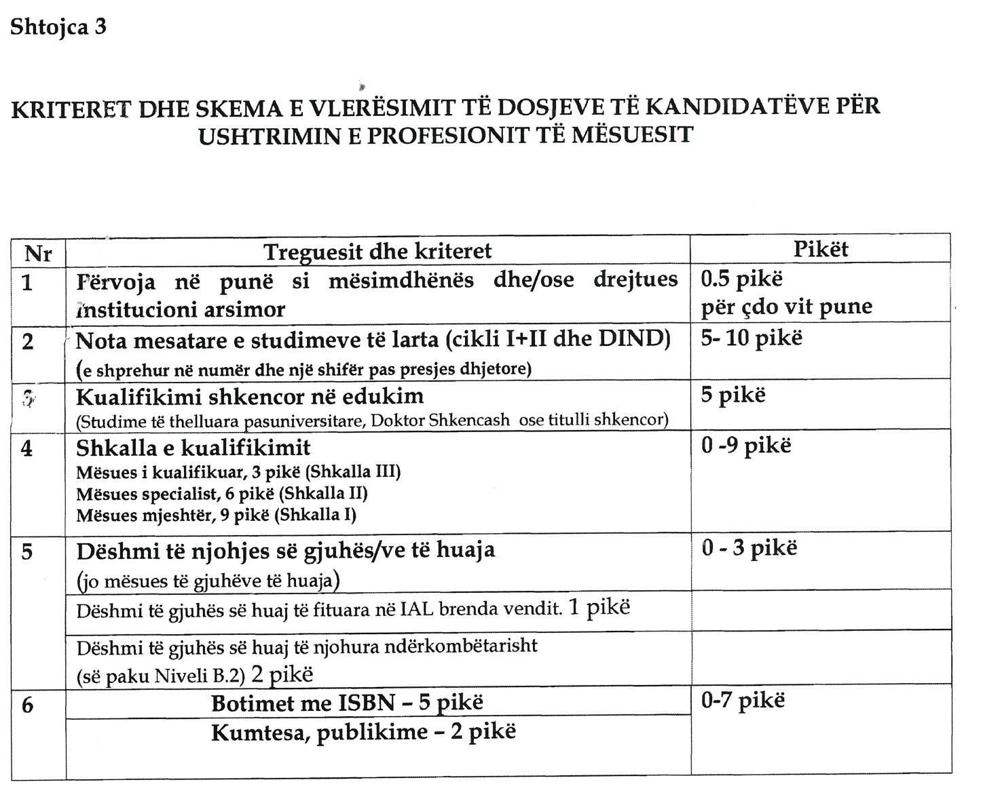 Shtojca 3
KRITERET DHE SKEMA E VLERËSIMIT TË DOSJEVE TË KANDIDATËVE PËR
USHTRIMIN E PROFESIONIT TË MËSUESIT
Nr Treguesit dhe kriteret Pikët
1 Përvoja në punë si mësimdhënës dhe/ose drejtues 0.5 pikë
institucioni arsimor për çdo vit pune
2 Nota mesatare e studimeve të larta (cikli I+II dhe DIND) 5- 10 pikë
(e shprehur në numër dhe një shifër pas presjes dhjetore)
3 Kualifikimi shkencor në edukim 5 pikë
(Studime të thelluara pasuniversitare, Doktor Shkencash ose titulli shkencor)
4 Shkalla e kualifikimit 0 -9 pikë
Mësues i kualifikuar, 3 pikë (Shkalla III)
Mësues specialist, 6 pikë (Shkalla II)
Mësues mjeshtër, 9 pikë (Shkalla I)
5 Dëshmi të njohjes së gjuhës/ve të huaja 0 - 3 pikë
(jo mësues të gjuhëve të huaja)
Dëshmi të gjuhës së huaj të fituara në IAL brenda vendit. 1 pikë
Dëshmi të gjuhës së huaj të njohura ndërkombëtarisht
(së paku Niveli B.2) 2 pikë
6 Botimet me ISBN – 5 pikë 0-7 pikë
Kumtesa, publikime – 2 pikë